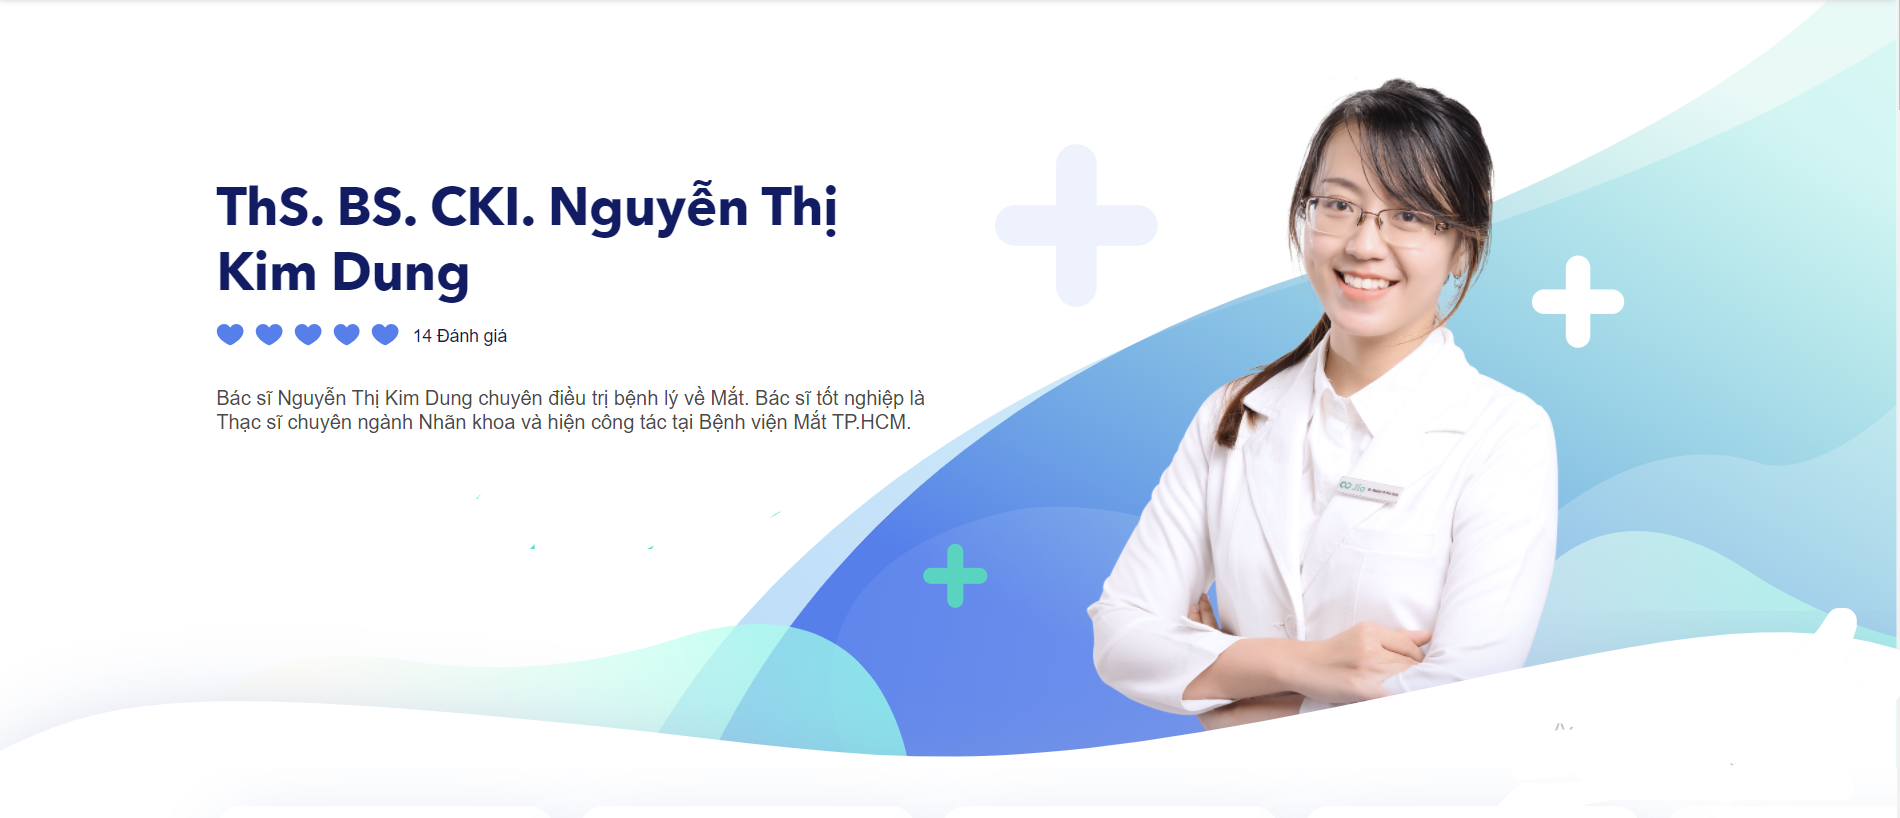 ThS. BS. CKI. Nguyễn Thị
Kim Dung
14 Đánh giá
Bác sĩ Nguyễn Thị Kim Dung chuyên điều trị bệnh lý về Mắt. Bác sĩ tốt nghiệp là
Thạc sĩ chuyên ngành Nhãn khoa và hiện công tác tại Bệnh viện Mắt TP.HCM.
Jio